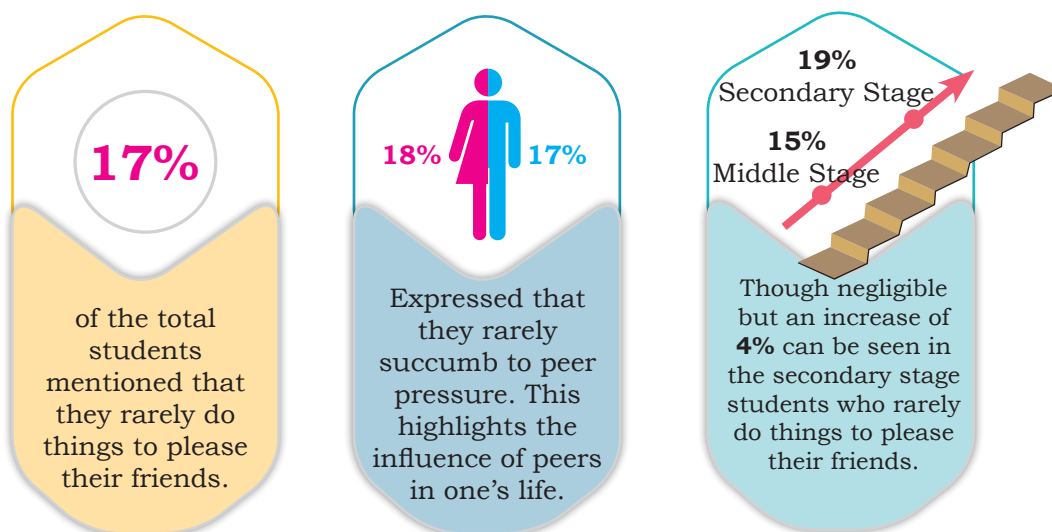 17%
of the total
students
mentioned that
they rarely do
things to please
their friends.
18%
17%
Expressed that
they rarely
succumb to peer
pressure. This
highlights the
influence of peers
in one’s life.
19%
Secondary Stage
15%
Middle Stage
Though negligible
but an increase of
4% can be seen in
the secondary stage
students who rarely
do things to please
their friends.